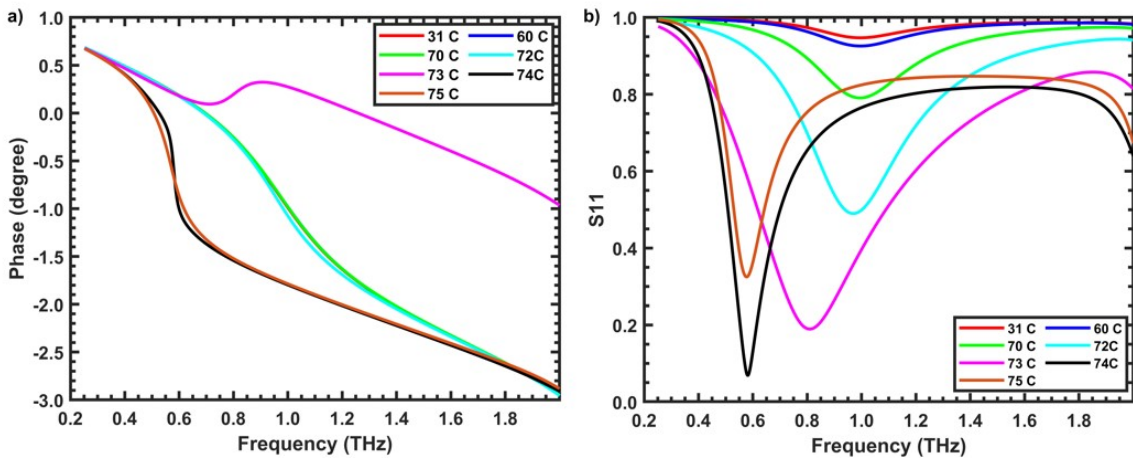 a)
Phase (degree)
1.0
0.5
0.0
-0.5
-1.0
-1.5
-2.0
-2.5
-3.0
31 C 60 C
70 C 72C
73 C 74C
75 C
0.2 0.4 0.6 0.8 1.0 1.2 1.4 1.6 1.8
Frequency (THz)
b)
S11
1.0
0.8
0.6
0.4
0.2
0.0
31 C 60 C
70 C 72C
73 C 74C
75 C
0.2 0.4 0.6 0.8 1.0 1.2 1.4 1.6 1.8
Frequency (THz)